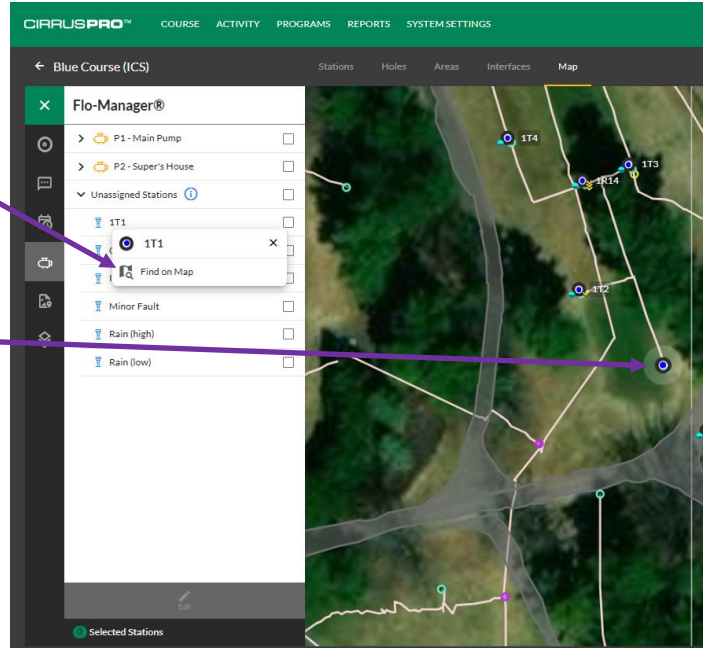 CIRRUSPRO™ COURSE ACTIVITY PROGRAMS REPORTS SYSTEM SETTINGS
← Blue Course (ICS) Stations Holes Areas Interfaces Map
Flo-Manager®
P1 - Main Pump
P2 - Super's House
Unassigned Stations
1T1
1T1
Find on Map
Minor Fault
Rain (high)
Rain (low)
Edit
0 Selected Stations
1T4
1T3
1R14
1T2